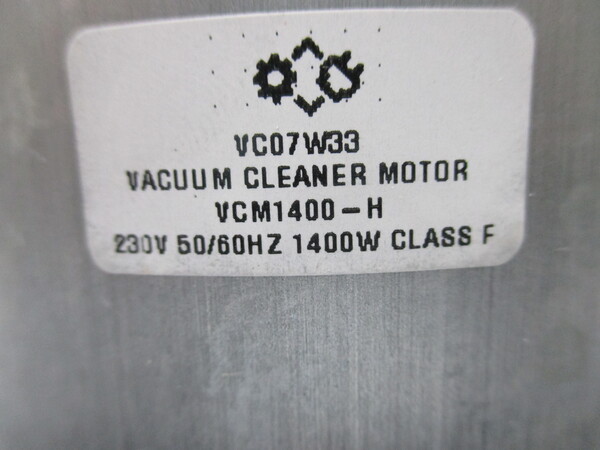 VC07W33
VACUUM CLEANER MOTOR
VCM1400-H
230V 50/60HZ 1400W CLASS F